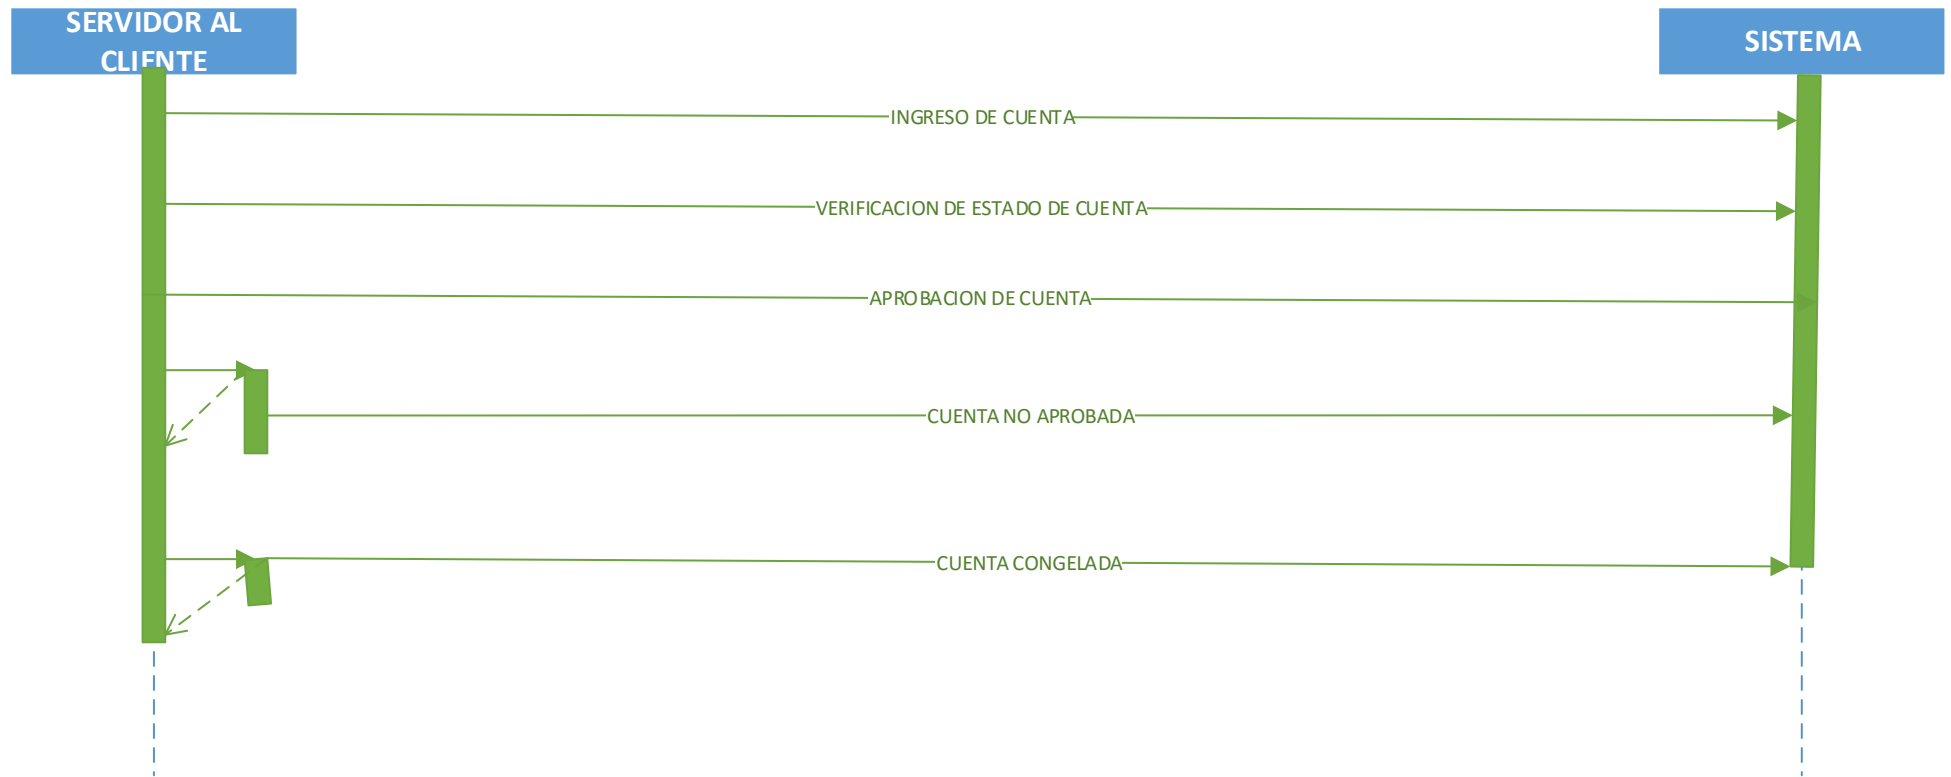 SERVIDOR AL
CLIENTE
SISTEMA
INGRESO DE CUENTA
VERIFICACION DE ESTADO DE CUENTA
APROBACION DE CUENTA
CUENTA NO APROBADA
CUENTA CONGELADA